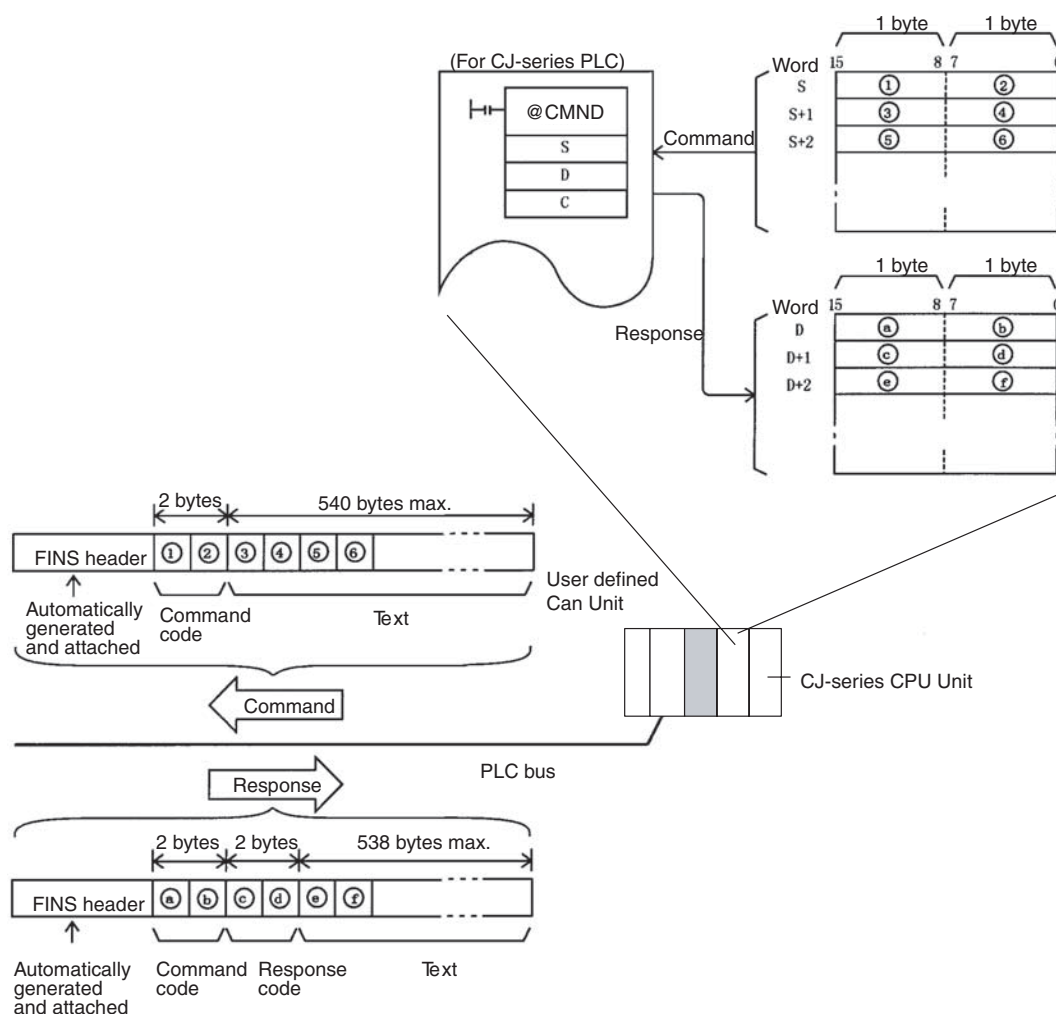 1 byte 1 byte
(For CJ-series PLC)
Word 15 8 7
S ① ②
S+1 ③ ④
S+2 ⑤ ⑥
@CMND
S
D
C
Command
1 byte 1 byte
Word 15 8 7
D ⓐ ⓑ
D+1 ⓒ ⓓ
D+2 ⓔ ⓕ
Response
2 bytes 540 bytes max.
FINS header ① ② ③ ④ ⑤ ⑥
Automatically
generated
and attached
Command
code
Text
User defined
Can Unit
CJ-series CPU Unit
Command
PLC bus
Response
2 bytes 2 bytes 538 bytes max.
FINS header ⓐ ⓑ ⓒ ⓓ ⓔ ⓕ
Automatically
generated
and attached
Command
code
Response
code
Text